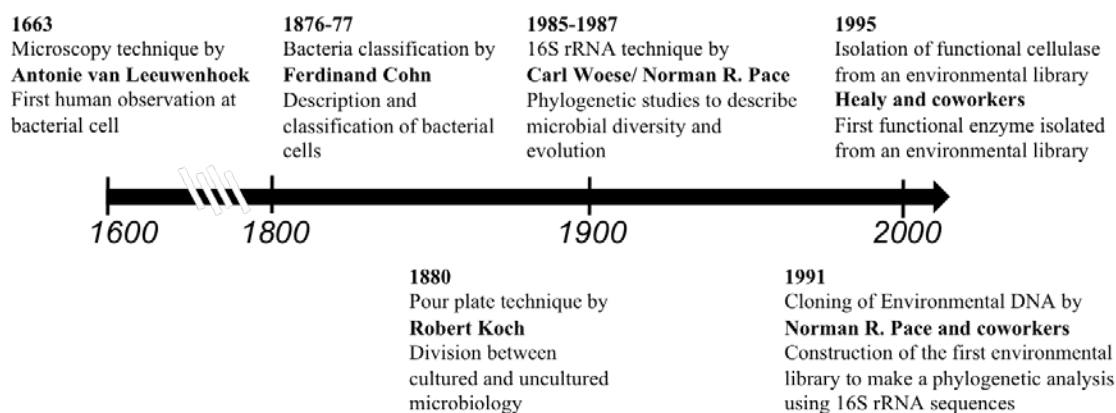 1663
Microscopy technique by
Antonie van Leeuwenhoek
First human observation at
bacterial cell
1876-77
Bacteria classification by
Ferdinand Cohn
Description and
classification of bacterial
cells
1985-1987
16S rRNA technique by
Carl Woese/ Norman R. Pace
Phylogenetic studies to describe
microbial diversity and
evolution
1995
Isolation of functional cellulase
from an environmental library
Healy and coworkers
First functional enzyme isolated
from an environmental library
1600
1800
1900
2000
1880
Pour plate technique by
Robert Koch
Division between
cultured and uncultured
microbiology
1991
Cloning of Environmental DNA by
Norman R. Pace and coworkers
Construction of the first environmental
library to make a phylogenetic analysis
using 16S rRNA sequences